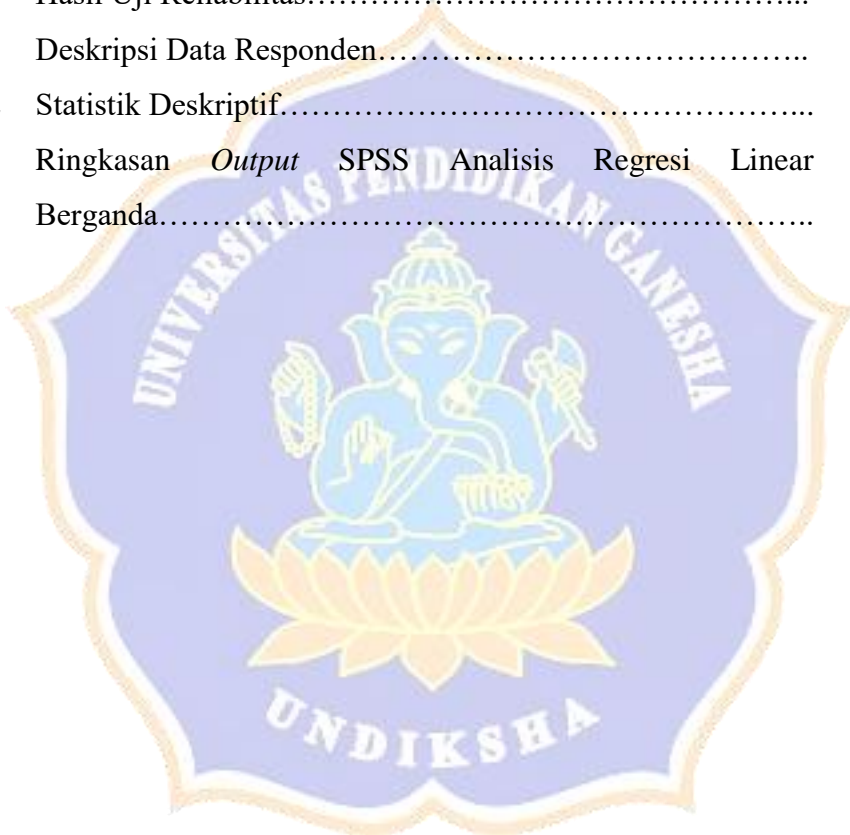 Deskripsi Data Responden……………………………………………..
Statistik Deskriptif………………………………………………...
Ringkasan Output SPSS Analisis Regresi Linear
Berganda……………………………………………………..
UNIVERSITAS PENDIDIKAN GANESHA
UNDIKSHA